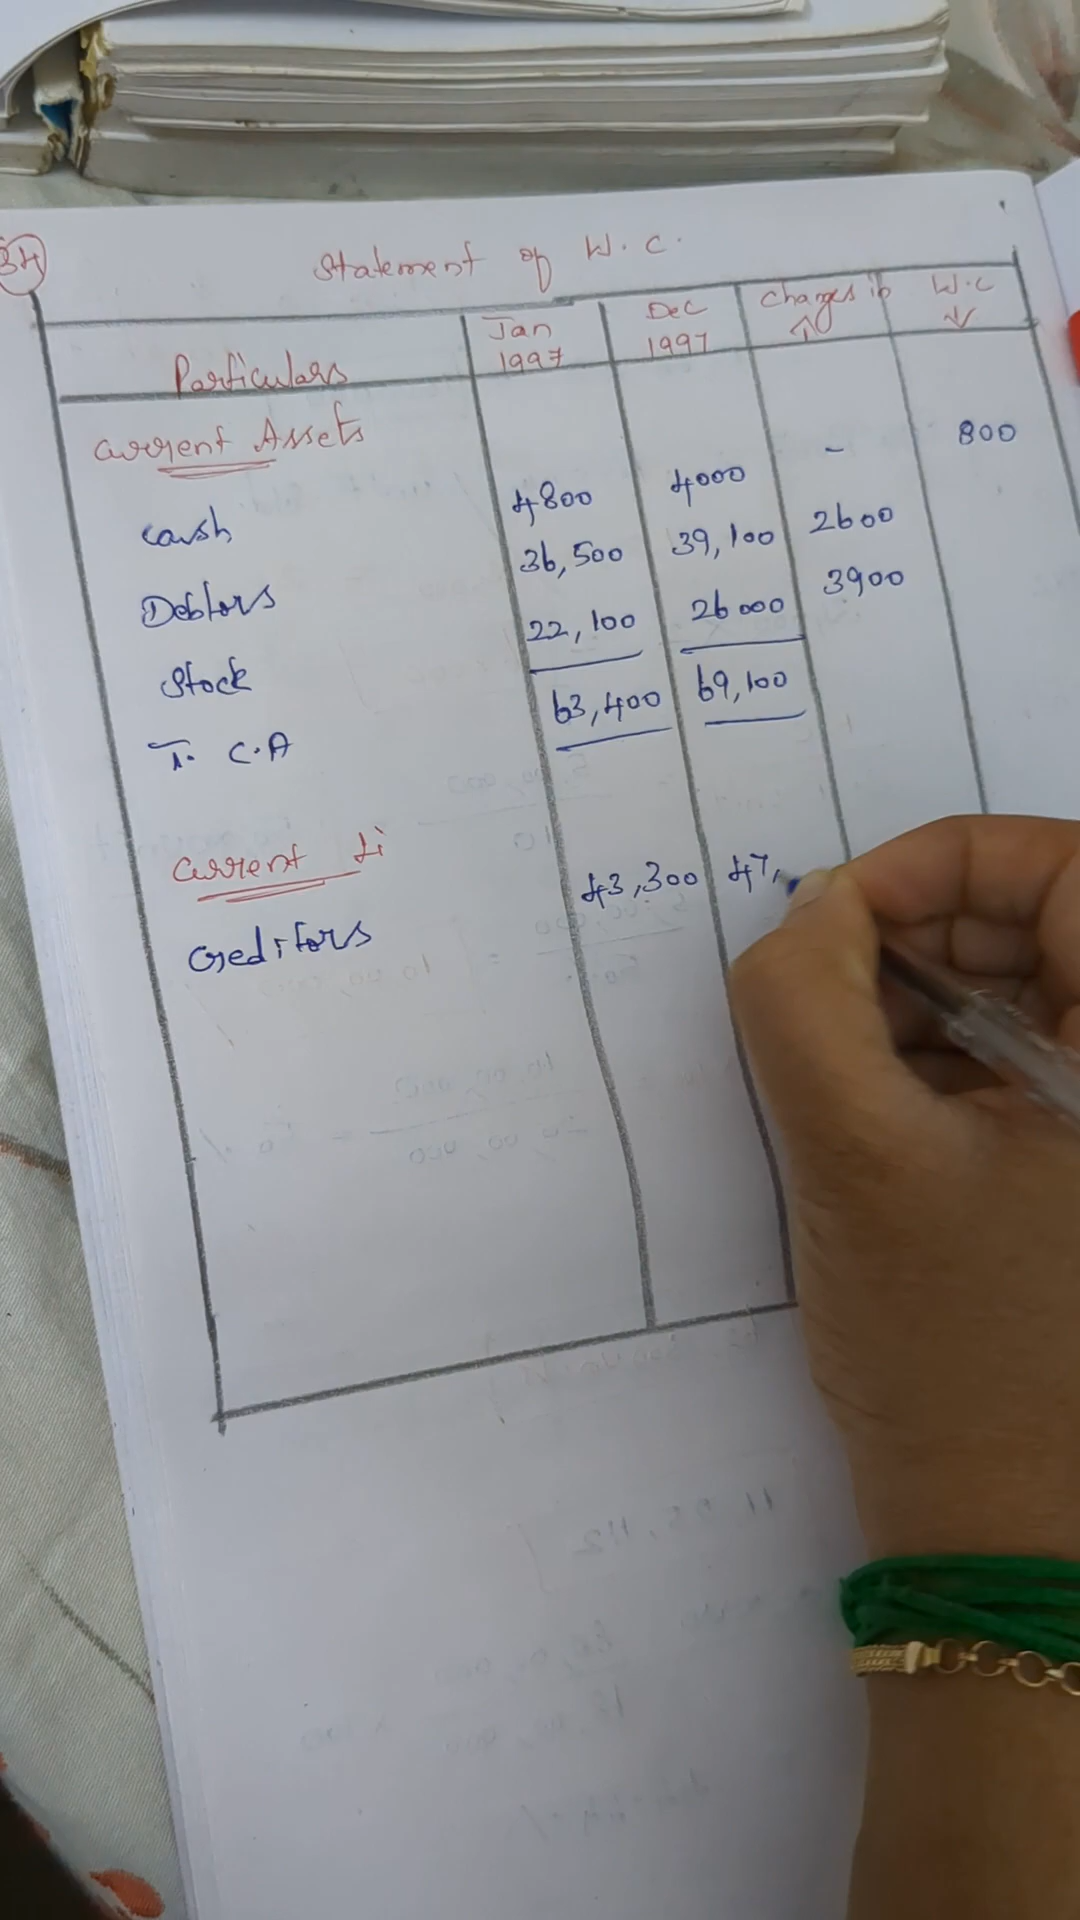 34
Statement of W.C.
Particulars Jan 1997 Dec 1997 Changes in W.C
↑ ↓
Current Assets
Cash 4800 4000 - 800
Debtors 36,500 39,100 2600
Stock 22,100 26000 3900
T. C.A 63,400 69,100
Current Li
Creditors 43,300 47,